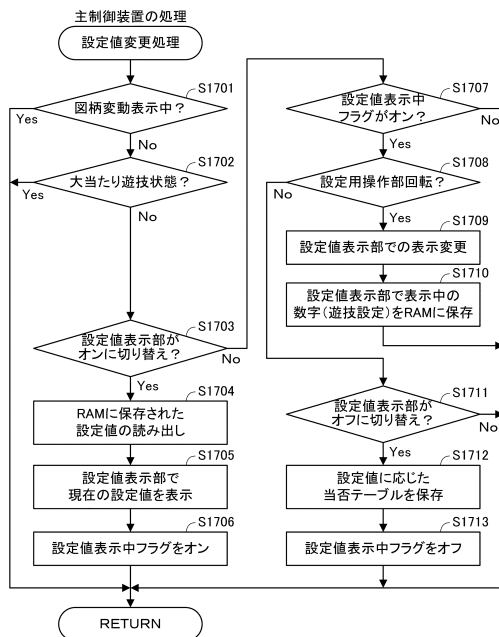 主制御装置の処理
設定値変更処理
S1701
図柄変動表示中？
Yes
No
S1702
大当たり遊技状態？
Yes
No
S1703
設定値表示部が
オンに切り替え？
No
Yes
S1704
RAMに保存された
設定値の読み出し
S1705
設定値表示部で
現在の設定値を表示
S1706
設定値表示中フラグをオン
RETURN
S1707
設定値表示中
フラグがオン？
No
Yes
S1708
設定用操作部回転？
No
Yes
S1709
設定値表示部での表示変更
S1710
設定値表示部で表示中の
数字（遊技設定）をRAMに保存
S1711
設定値表示部が
オフに切り替え？
No
Yes
S1712
設定値に応じた
当否テーブルを保存
S1713
設定値表示中フラグをオフ